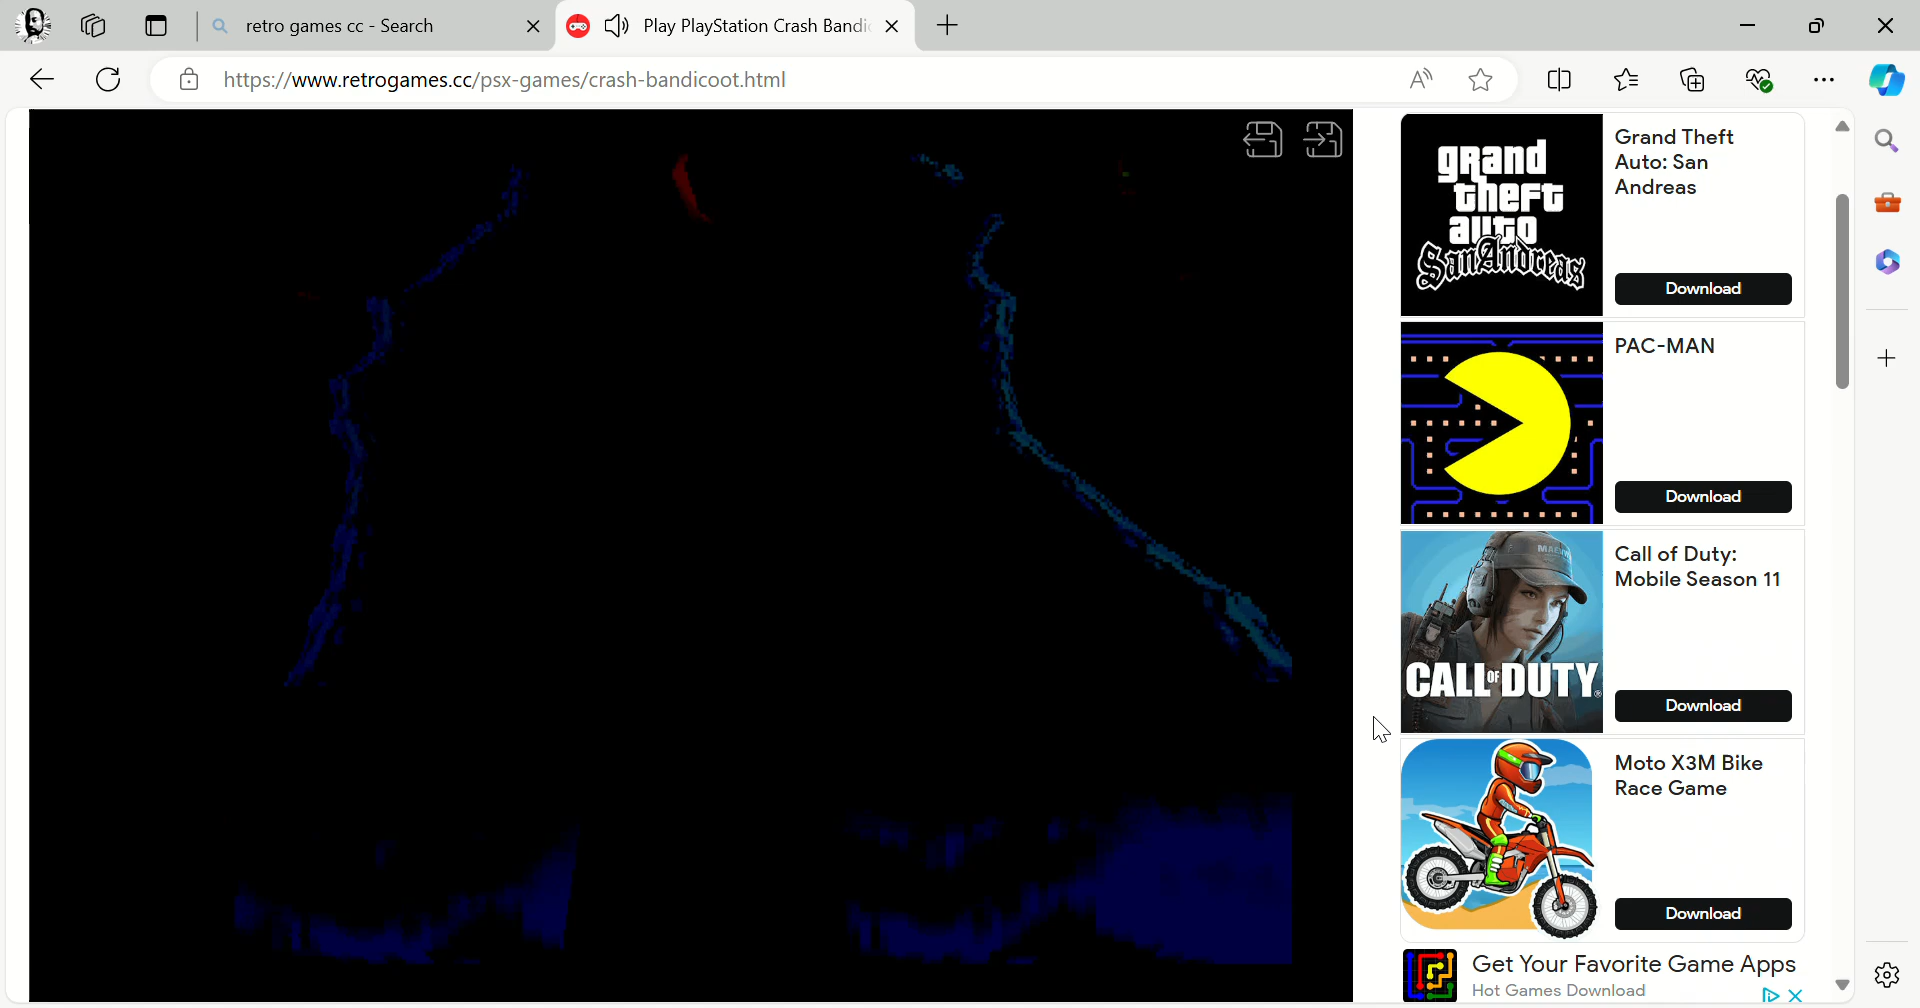 retro games cc - Search
Play PlayStation Crash Bandi
https://www.retrogames.cc/psx-games/crash-bandicoot.html
grand
theft
auto
SanAndreas
Grand Theft
Auto: San
Andreas
Download
PAC-MAN
Download
CALL OF DUTY
Call of Duty:
Mobile Season 11
Download
Moto X3M Bike
Race Game
Download
Get Your Favorite Game Apps
Hot Games Download